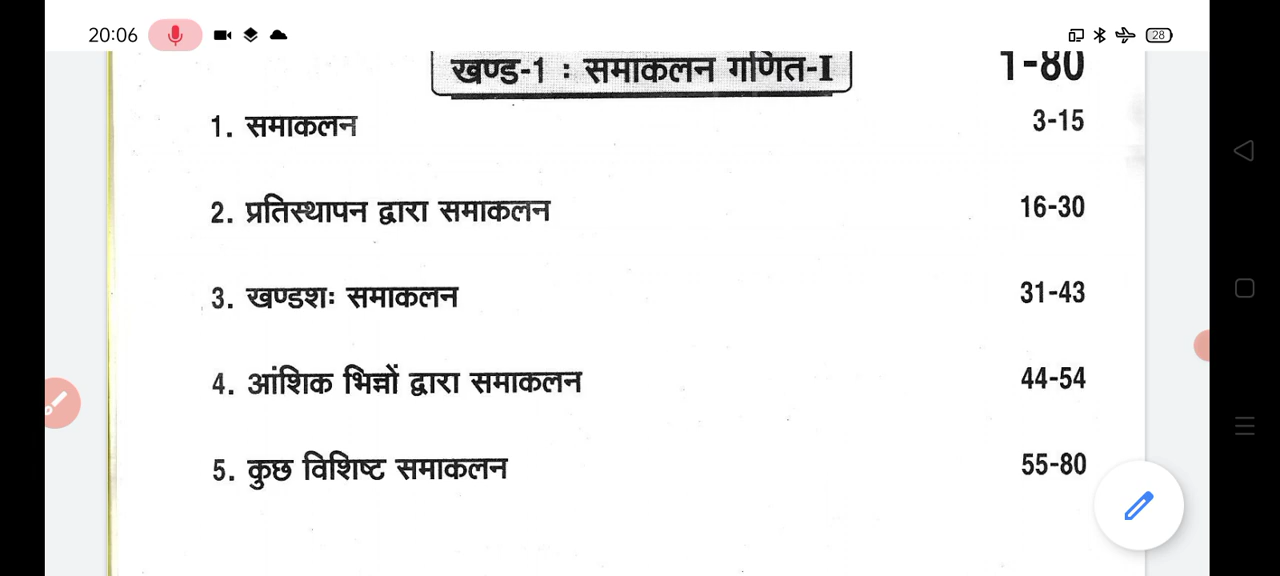 20:06 28
खण्ड-1 : समाकलन गणित-I 1-80
1. समाकलन 3-15
2. प्रतिस्थापन द्वारा समाकलन 16-30
3. खण्डशः समाकलन 31-43
4. आंशिक भिन्नों द्वारा समाकलन 44-54
5. कुछ विशिष्ट समाकलन 55-80